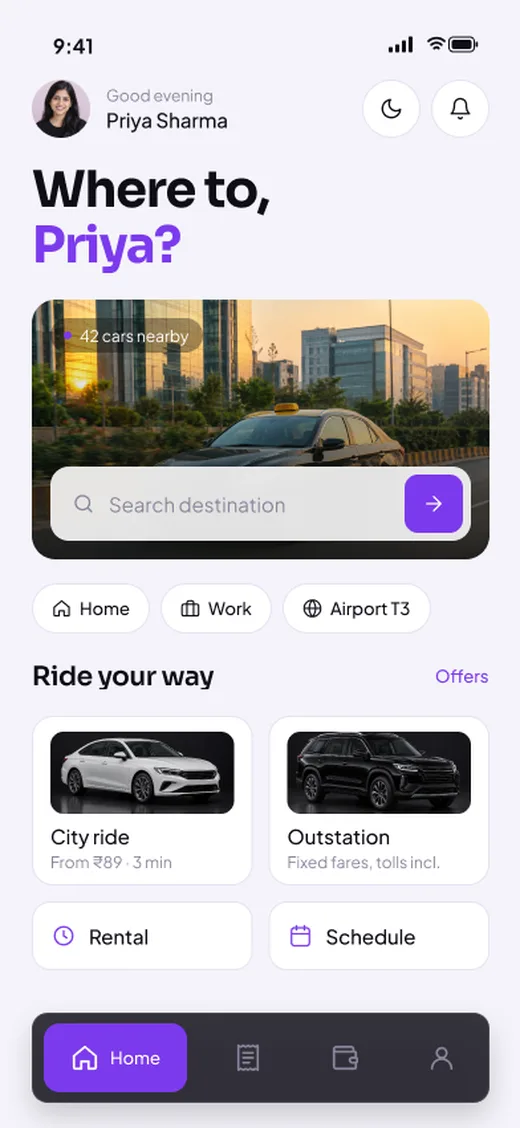 9:41
Good evening
Priya Sharma
Where to,
Priya?
42 cars nearby
Search destination
Home
Work
Airport T3
Ride your way
Offers
City ride
From ₹89 · 3 min
Outstation
Fixed fares, tolls incl.
Rental
Schedule
Home